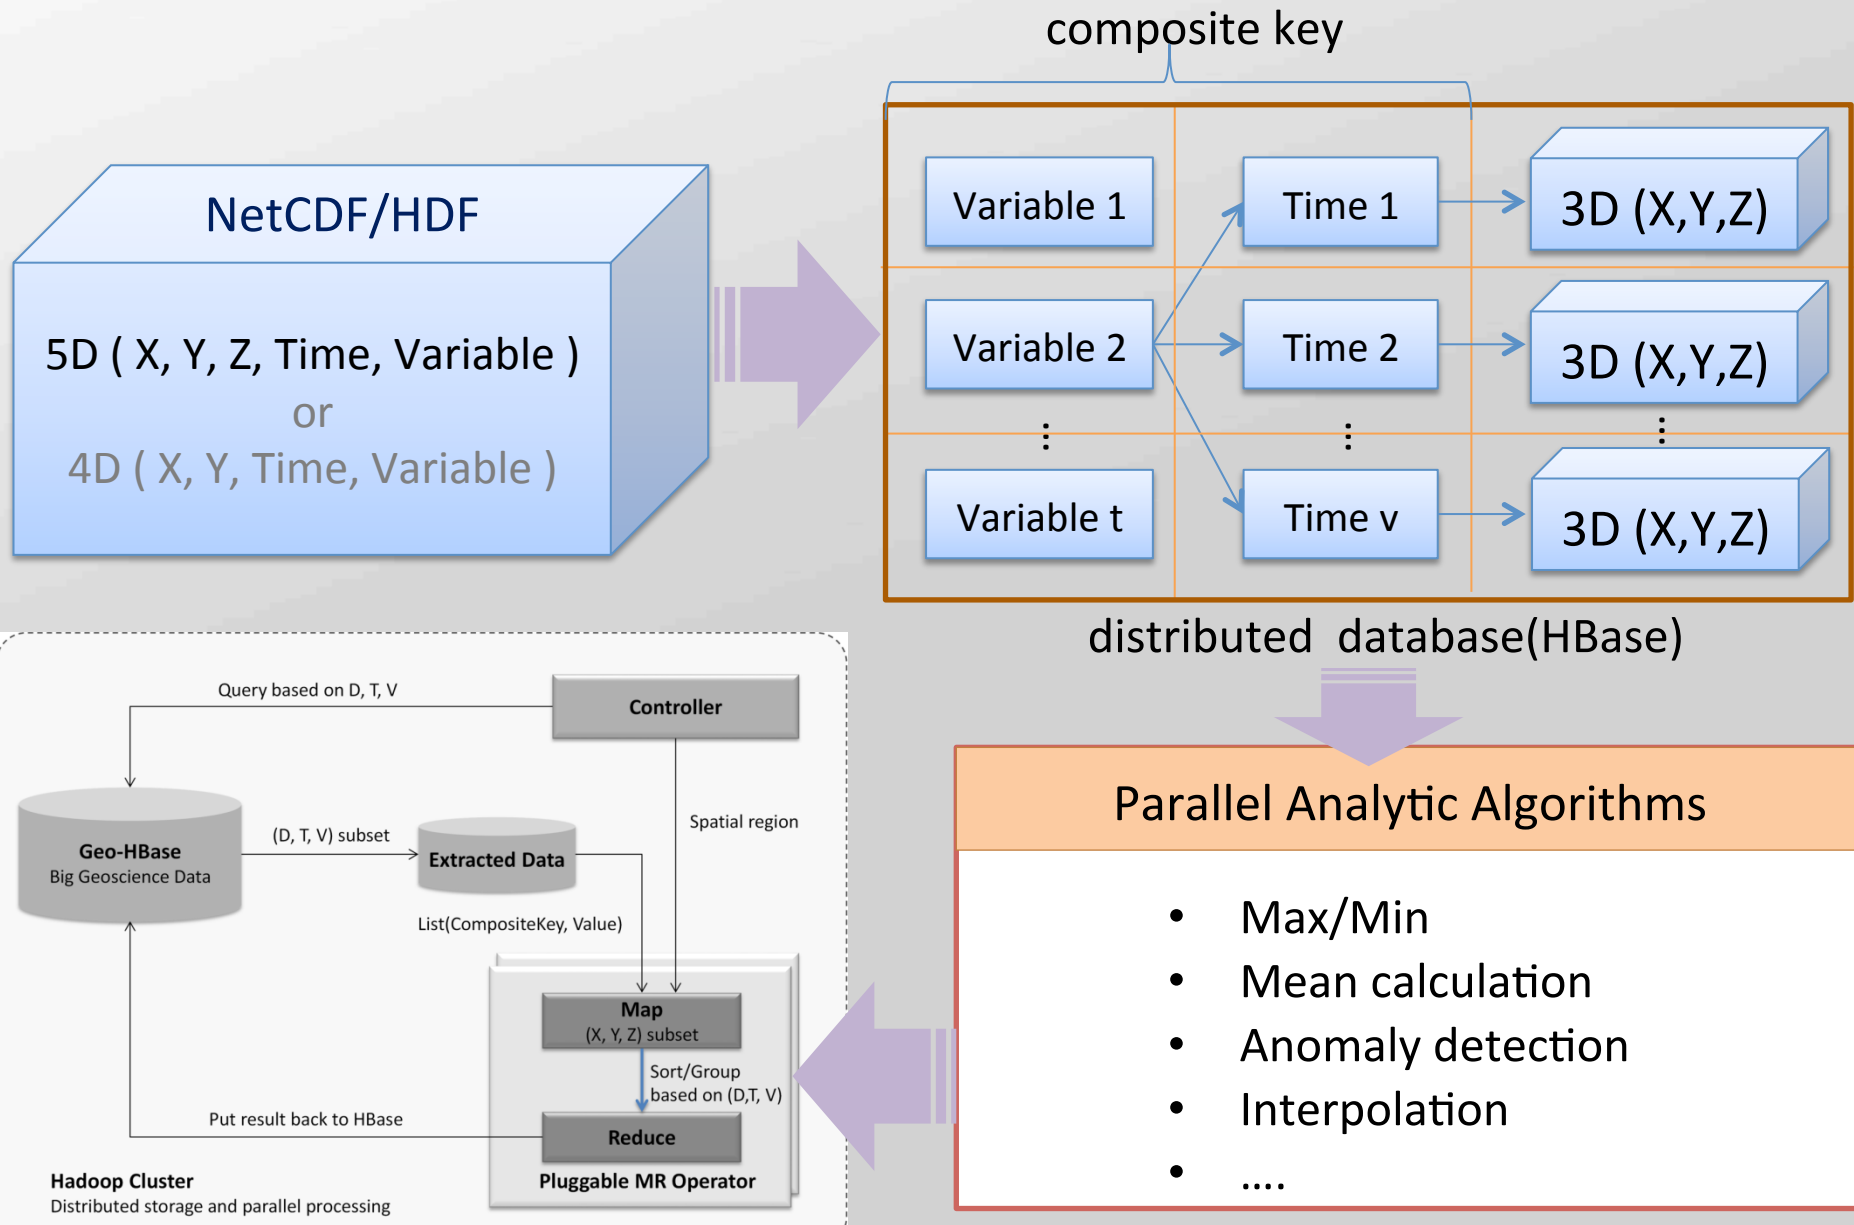 composite key
NetCDF/HDF
5D ( X, Y, Z, Time, Variable )
or
4D ( X, Y, Time, Variable )
Variable 1
Time 1
3D (X,Y,Z)
Variable 2
Time 2
3D (X,Y,Z)
...
...
...
Variable t
Time v
3D (X,Y,Z)
distributed database(HBase)
Query based on D, T, V
Controller
Spatial region
Geo-HBase
Big Geoscience Data
(D, T, V) subset
Extracted Data
List(CompositeKey, Value)
Map
(X, Y, Z) subset
Sort/Group
based on (D,T, V)
Put result back to HBase
Reduce
Pluggable MR Operator
Hadoop Cluster
Distributed storage and parallel processing
Parallel Analytic Algorithms
• Max/Min
• Mean calculation
• Anomaly detection
• Interpolation
• ....